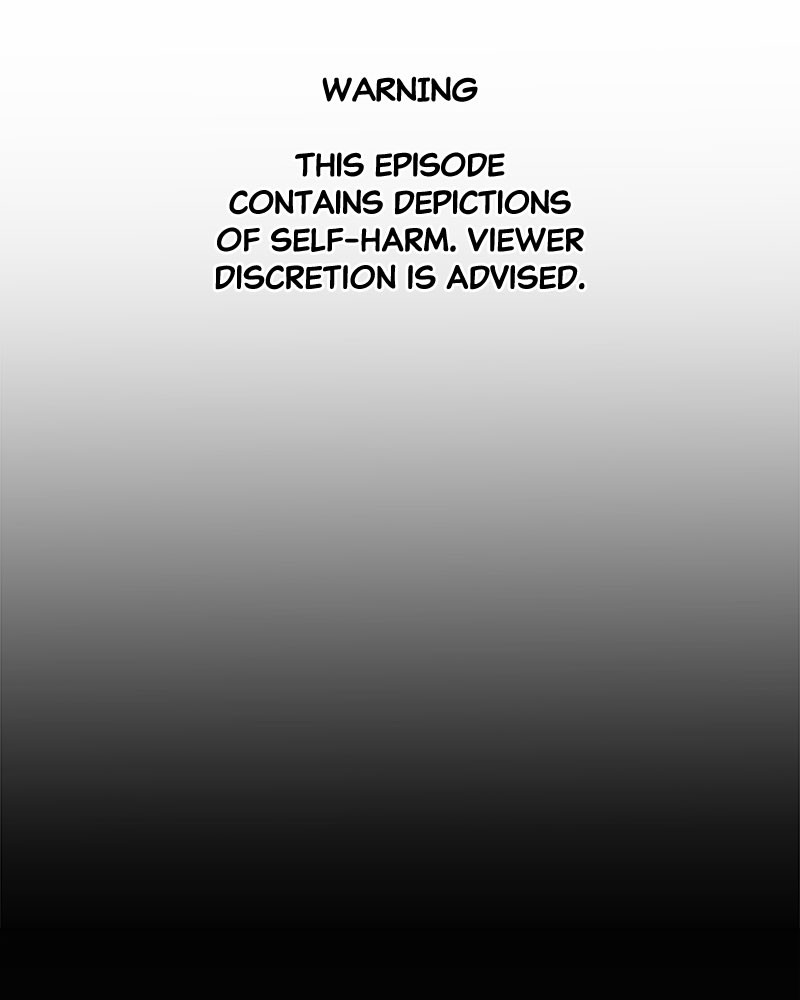 WARNING
THIS EPISODE
CONTAINS DEPICTIONS
OF SELF-HARM. VIEWER
DISCRETION IS ADVISED.